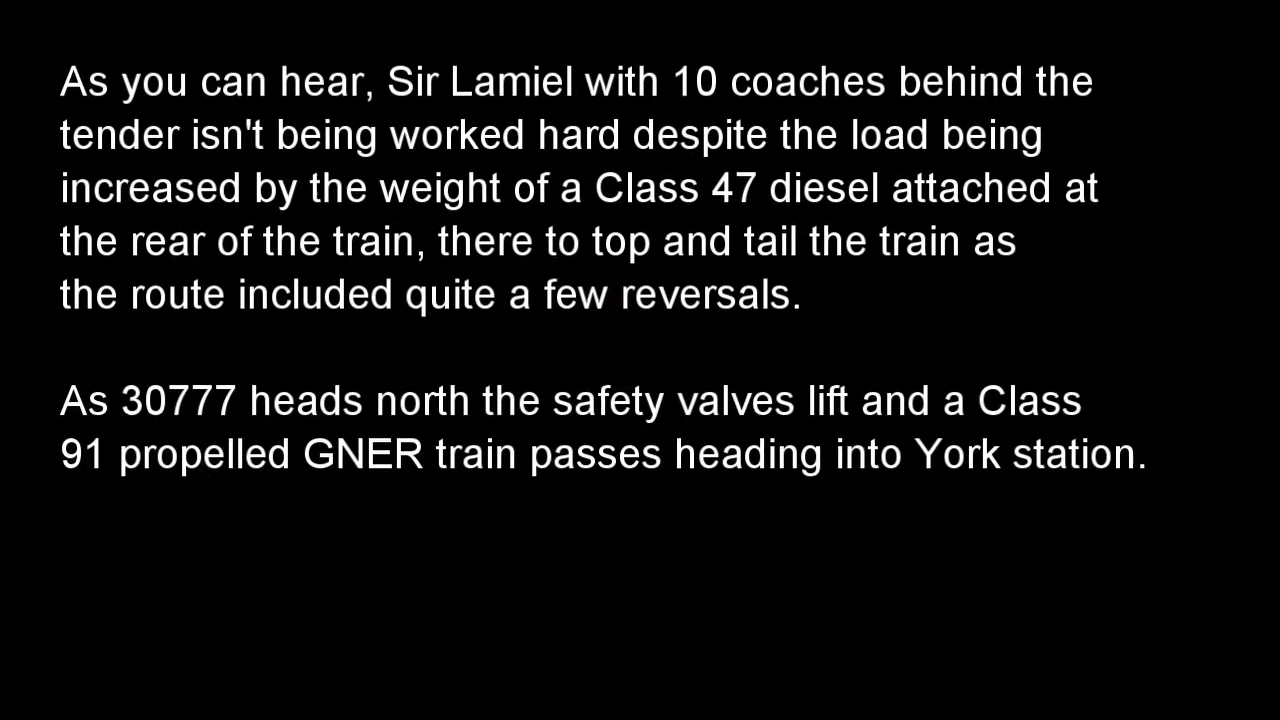 As you can hear, Sir Lamiel with 10 coaches behind the
tender isn't being worked hard despite the load being
increased by the weight of a Class 47 diesel attached at
the rear of the train, there to top and tail the train as
the route included quite a few reversals.
As 30777 heads north the safety valves lift and a Class
91 propelled GNER train passes heading into York station.